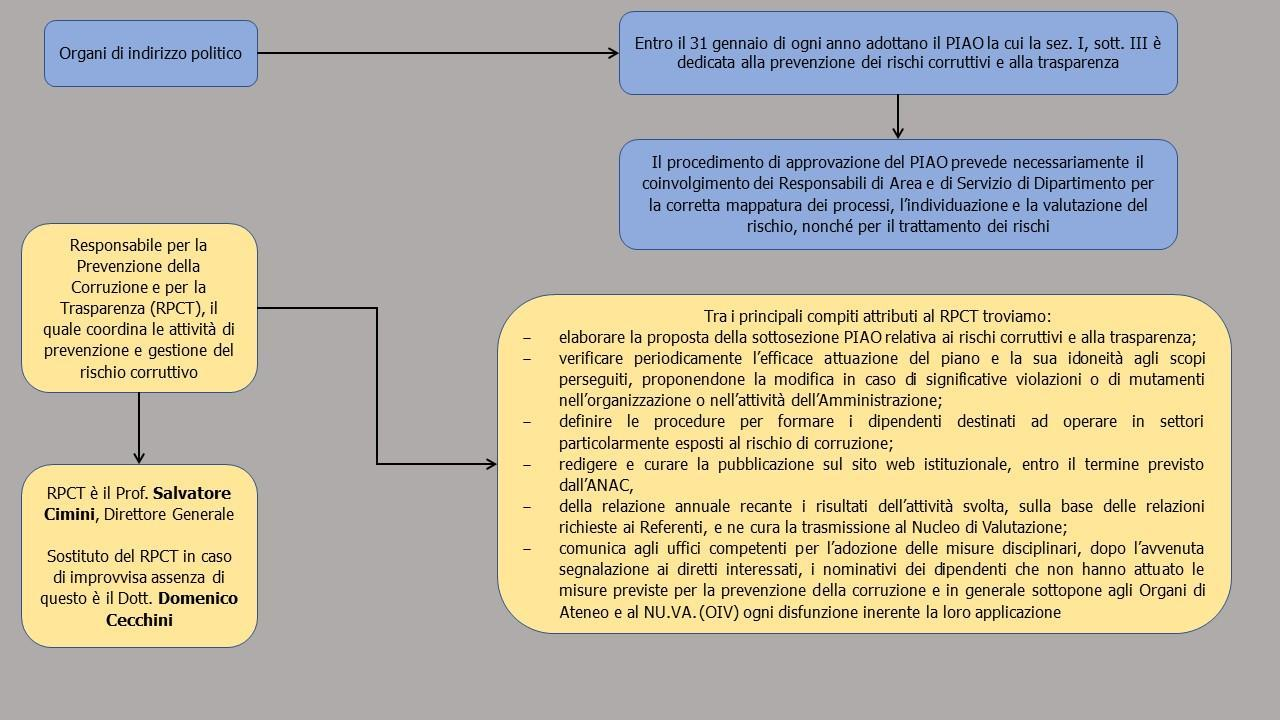 Organi di indirizzo politico
Entro il 31 gennaio di ogni anno adottano il PIAO la cui la sez. I, sott. III è
dedicata alla prevenzione dei rischi corruttivi e alla trasparenza
Il procedimento di approvazione del PIAO prevede necessariamente il
coinvolgimento dei Responsabili di Area e di Servizio di Dipartimento per
la corretta mappatura dei processi, l’individuazione e la valutazione del
rischio, nonché per il trattamento dei rischi
Responsabile per la
Prevenzione della
Corruzione e per la
Trasparenza (RPCT), il
quale coordina le attività di
prevenzione e gestione del
rischio corruttivo
RPCT è il Prof. Salvatore
Cimini, Direttore Generale
Sostituto del RPCT in caso
di improvvisa assenza di
questo è il Dott. Domenico
Cecchini
Tra i principali compiti attributi al RPCT troviamo:
– elaborare la proposta della sottosezione PIAO relativa ai rischi corruttivi e alla trasparenza;
– verificare periodicamente l’efficace attuazione del piano e la sua idoneità agli scopi
perseguiti, proponendone la modifica in caso di significative violazioni o di mutamenti
nell’organizzazione o nell’attività dell’Amministrazione;
– definire le procedure per formare i dipendenti destinati ad operare in settori
particolarmente esposti al rischio di corruzione;
– redigere e curare la pubblicazione sul sito web istituzionale, entro il termine previsto
dall’ANAC,
– della relazione annuale recante i risultati dell’attività svolta, sulla base delle relazioni
richieste ai Referenti, e ne cura la trasmissione al Nucleo di Valutazione;
– comunica agli uffici competenti per l’adozione delle misure disciplinari, dopo l’avvenuta
segnalazione ai diretti interessati, i nominativi dei dipendenti che non hanno attuato le
misure previste per la prevenzione della corruzione e in generale sottopone agli Organi di
Ateneo e al NU.VA. (OIV) ogni disfunzione inerente la loro applicazione